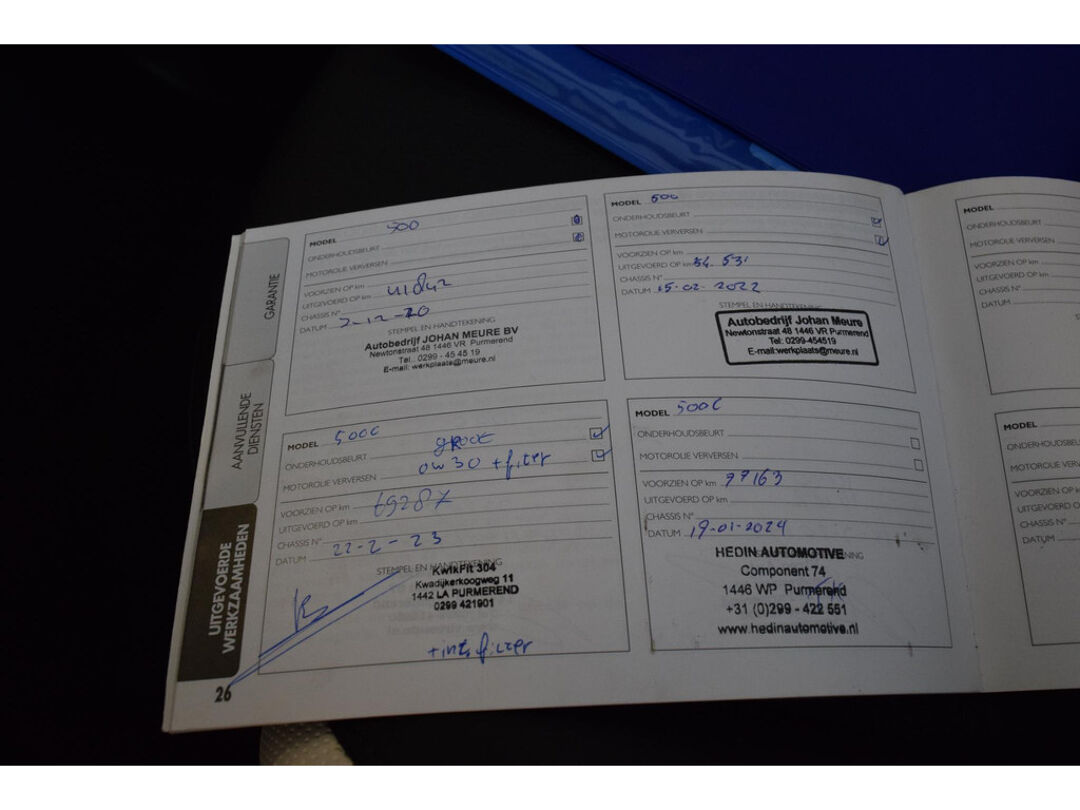 GARANTIE
AANVULLENDE
DIENSTEN
UITGEVOERDE
WERKZAAMHEDEN
26
MODEL 500
ONDERHOUDSBEURT
MOTOROLIE VERVERSEN
VOORZIEN OP km
UITGEVOERD OP km
CHASSIS N°
DATUM 2-12-20
STEMPEL EN HANDTEKENING
Autobedrijf JOHAN MEURE BV
Newtonstraat 48 1446 VR Purmerend
Tel. 0299 - 45 45 19
E-mail: werkplaats@meure.nl
MODEL 500
ONDERHOUDSBEURT
MOTOROLIE VERVERSEN
VOORZIEN OP km
UITGEVOERD OP km 54.531
CHASSIS N°
DATUM 15-02-2022
STEMPEL EN HANDTEKENING
Autobedrijf Johan Meure
Newtonstraat 48 1446 VR Purmerend
Tel: 0299-454519
E-mail:werkplaats@meure.nl
MODEL 500C
ONDERHOUDSBEURT groot
MOTOROLIE VERVERSEN 0w30 + filter
VOORZIEN OP km
UITGEVOERD OP km
CHASSIS N°
DATUM 22-2-23
STEMPEL EN HANDTEKENING
KwikFit 304
Kwadijkerkoogweg 11
1442 LA PURMEREND
0299 421901
MODEL 500C
ONDERHOUDSBEURT
MOTOROLIE VERVERSEN
VOORZIEN OP km 99163
UITGEVOERD OP km
CHASSIS N°
DATUM 19-01-2024
HEDIN AUTOMOTIVE
Component 74
1446 WP Purmerend
+31 (0)299 - 422 551
www.hedinautomotive.nl
MODEL
ONDERHOUDSBEURT
MOTOROLIE VERVERSEN
VOORZIEN OP km
UITGEVOERD OP km
CHASSIS N°
DATUM
MODEL
ONDERHOUDSBEURT
MOTOROLIE
VOORZIEN OP km
UITGEVOERD OP
CHASSIS N°
DATUM